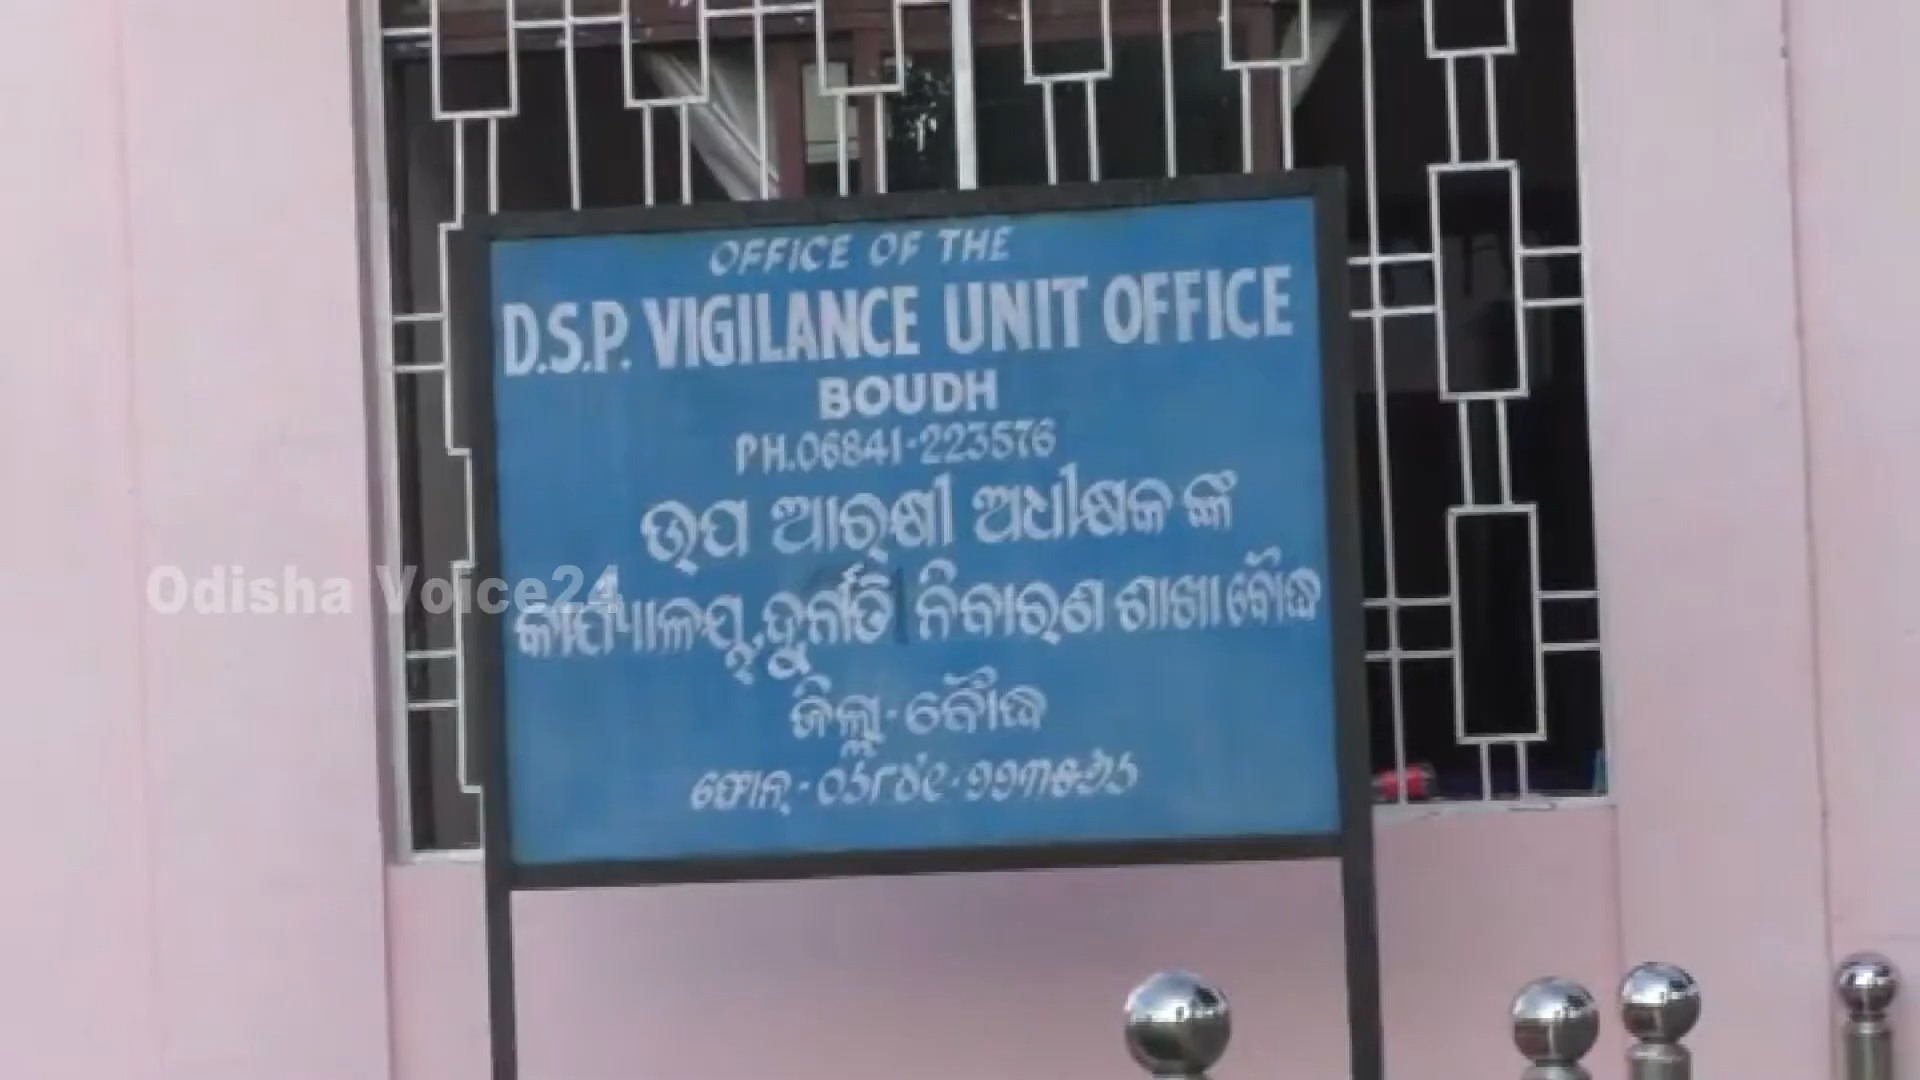 OFFICE OF THE
D.S.P. VIGILANCE UNIT OFFICE
BOUDH
PH.06841-223576
ଉପ ଆରକ୍ଷୀ ଅଧୀକ୍ଷକ ଙ୍କ
କାର୍ଯ୍ୟାଳୟ, ଦୁର୍ନୀତି ନିବାରଣ ଶାଖା ବୌଦ୍ଧ
ଜିଲ୍ଲା-ବୌଦ୍ଧ
ଫୋନ୍-୦୬୮୪୧-୨୨୩୫୭୬
Odisha Voice24